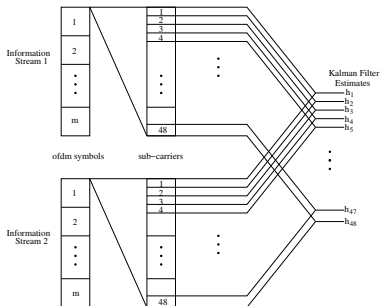 Information
Stream 1
1
2
m
ofdm symbols
1
2
3
4
48
sub−carriers
Kalman Filter
Estimates
h1
h2
h3
h4
h5
h47
h48
Information
Stream 2
1
2
m
1
2
3
4
48